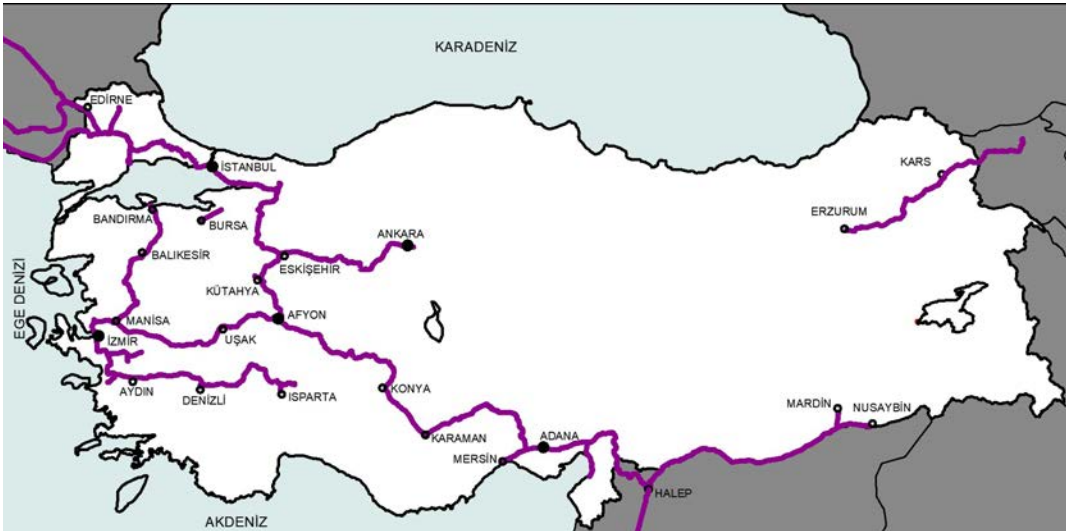 KARADENİZ
EDİRNE
İSTANBUL
KARS
ERZURUM
BANDIRMA
BURSA
ANKARA
BALIKESİR
ESKİŞEHİR
KÜTAHYA
EGE DENİZİ
MANİSA
AFYON
İZMİR
UŞAK
AYDIN
DENİZLİ
ISPARTA
KONYA
MARDİN
NUSAYBİN
KARAMAN
ADANA
MERSİN
HALEP
AKDENİZ